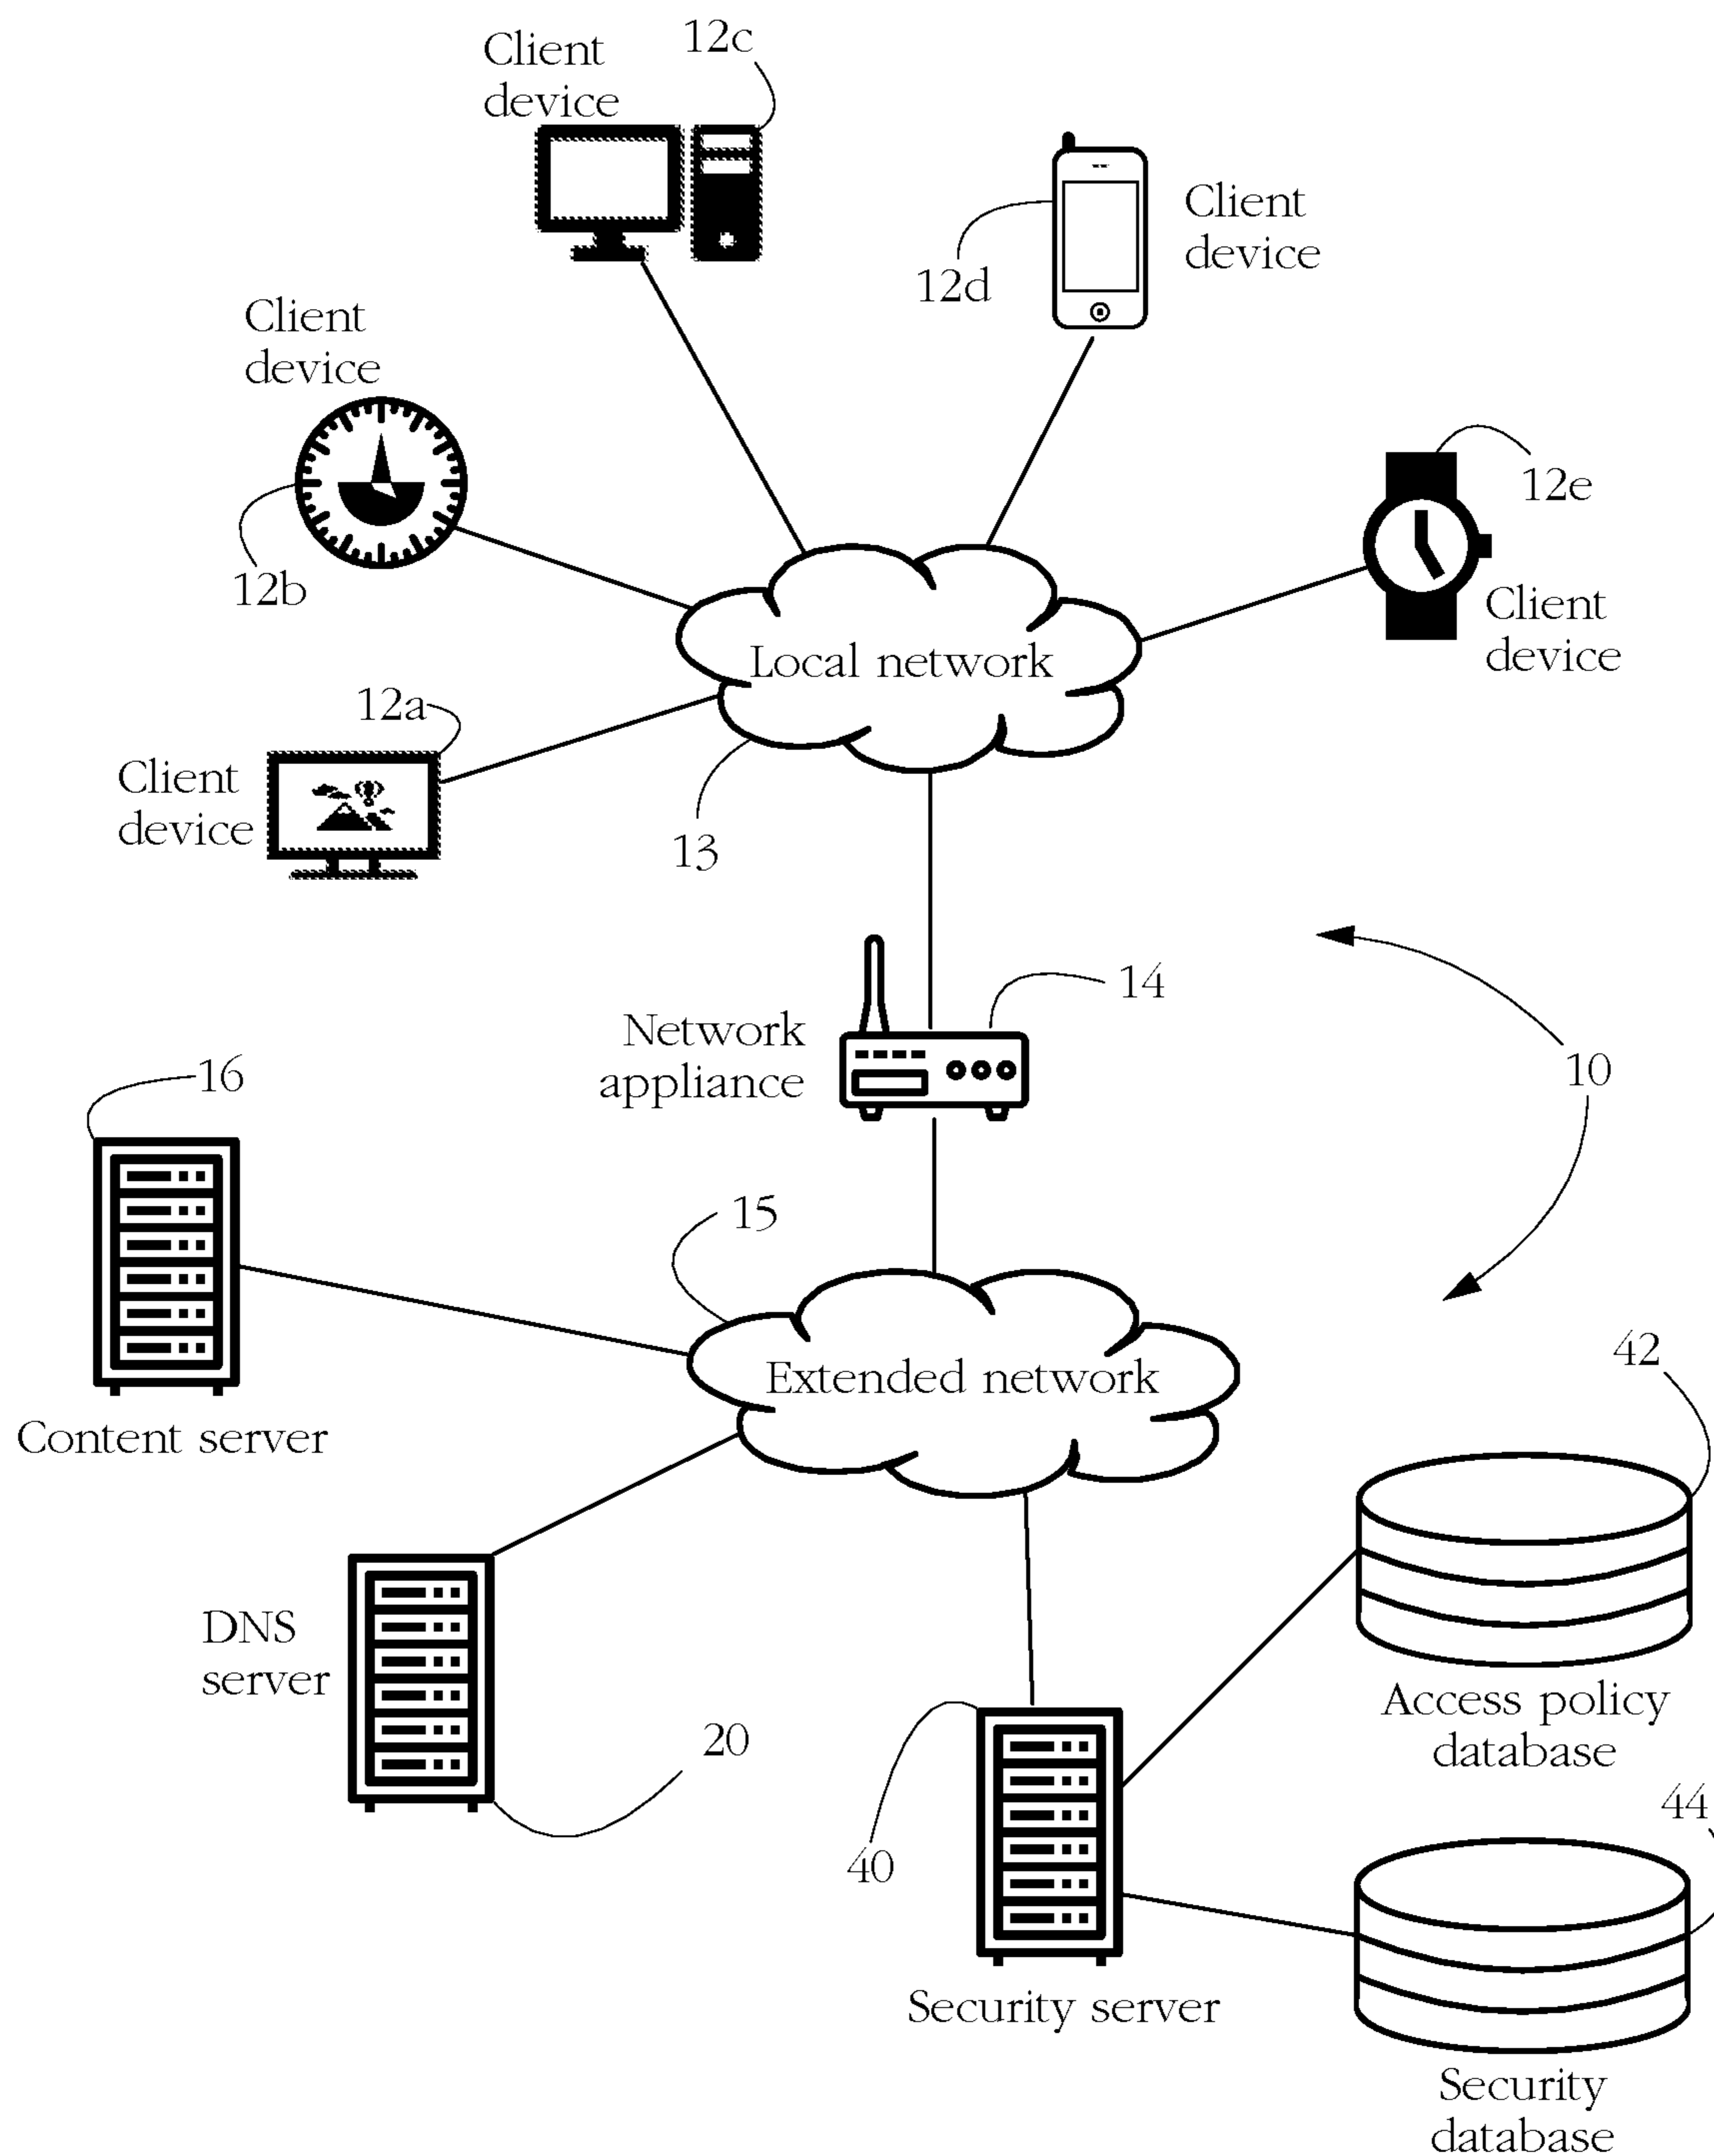 Client
device
12c
Client
device
12d
Client
device
12b
12e
Client
device
Local network
12a
Client
device
13
14
Network
appliance
10
16
15
Extended network
42
Content server
DNS
server
20
Access policy
database
44
40
Security server
Security
database